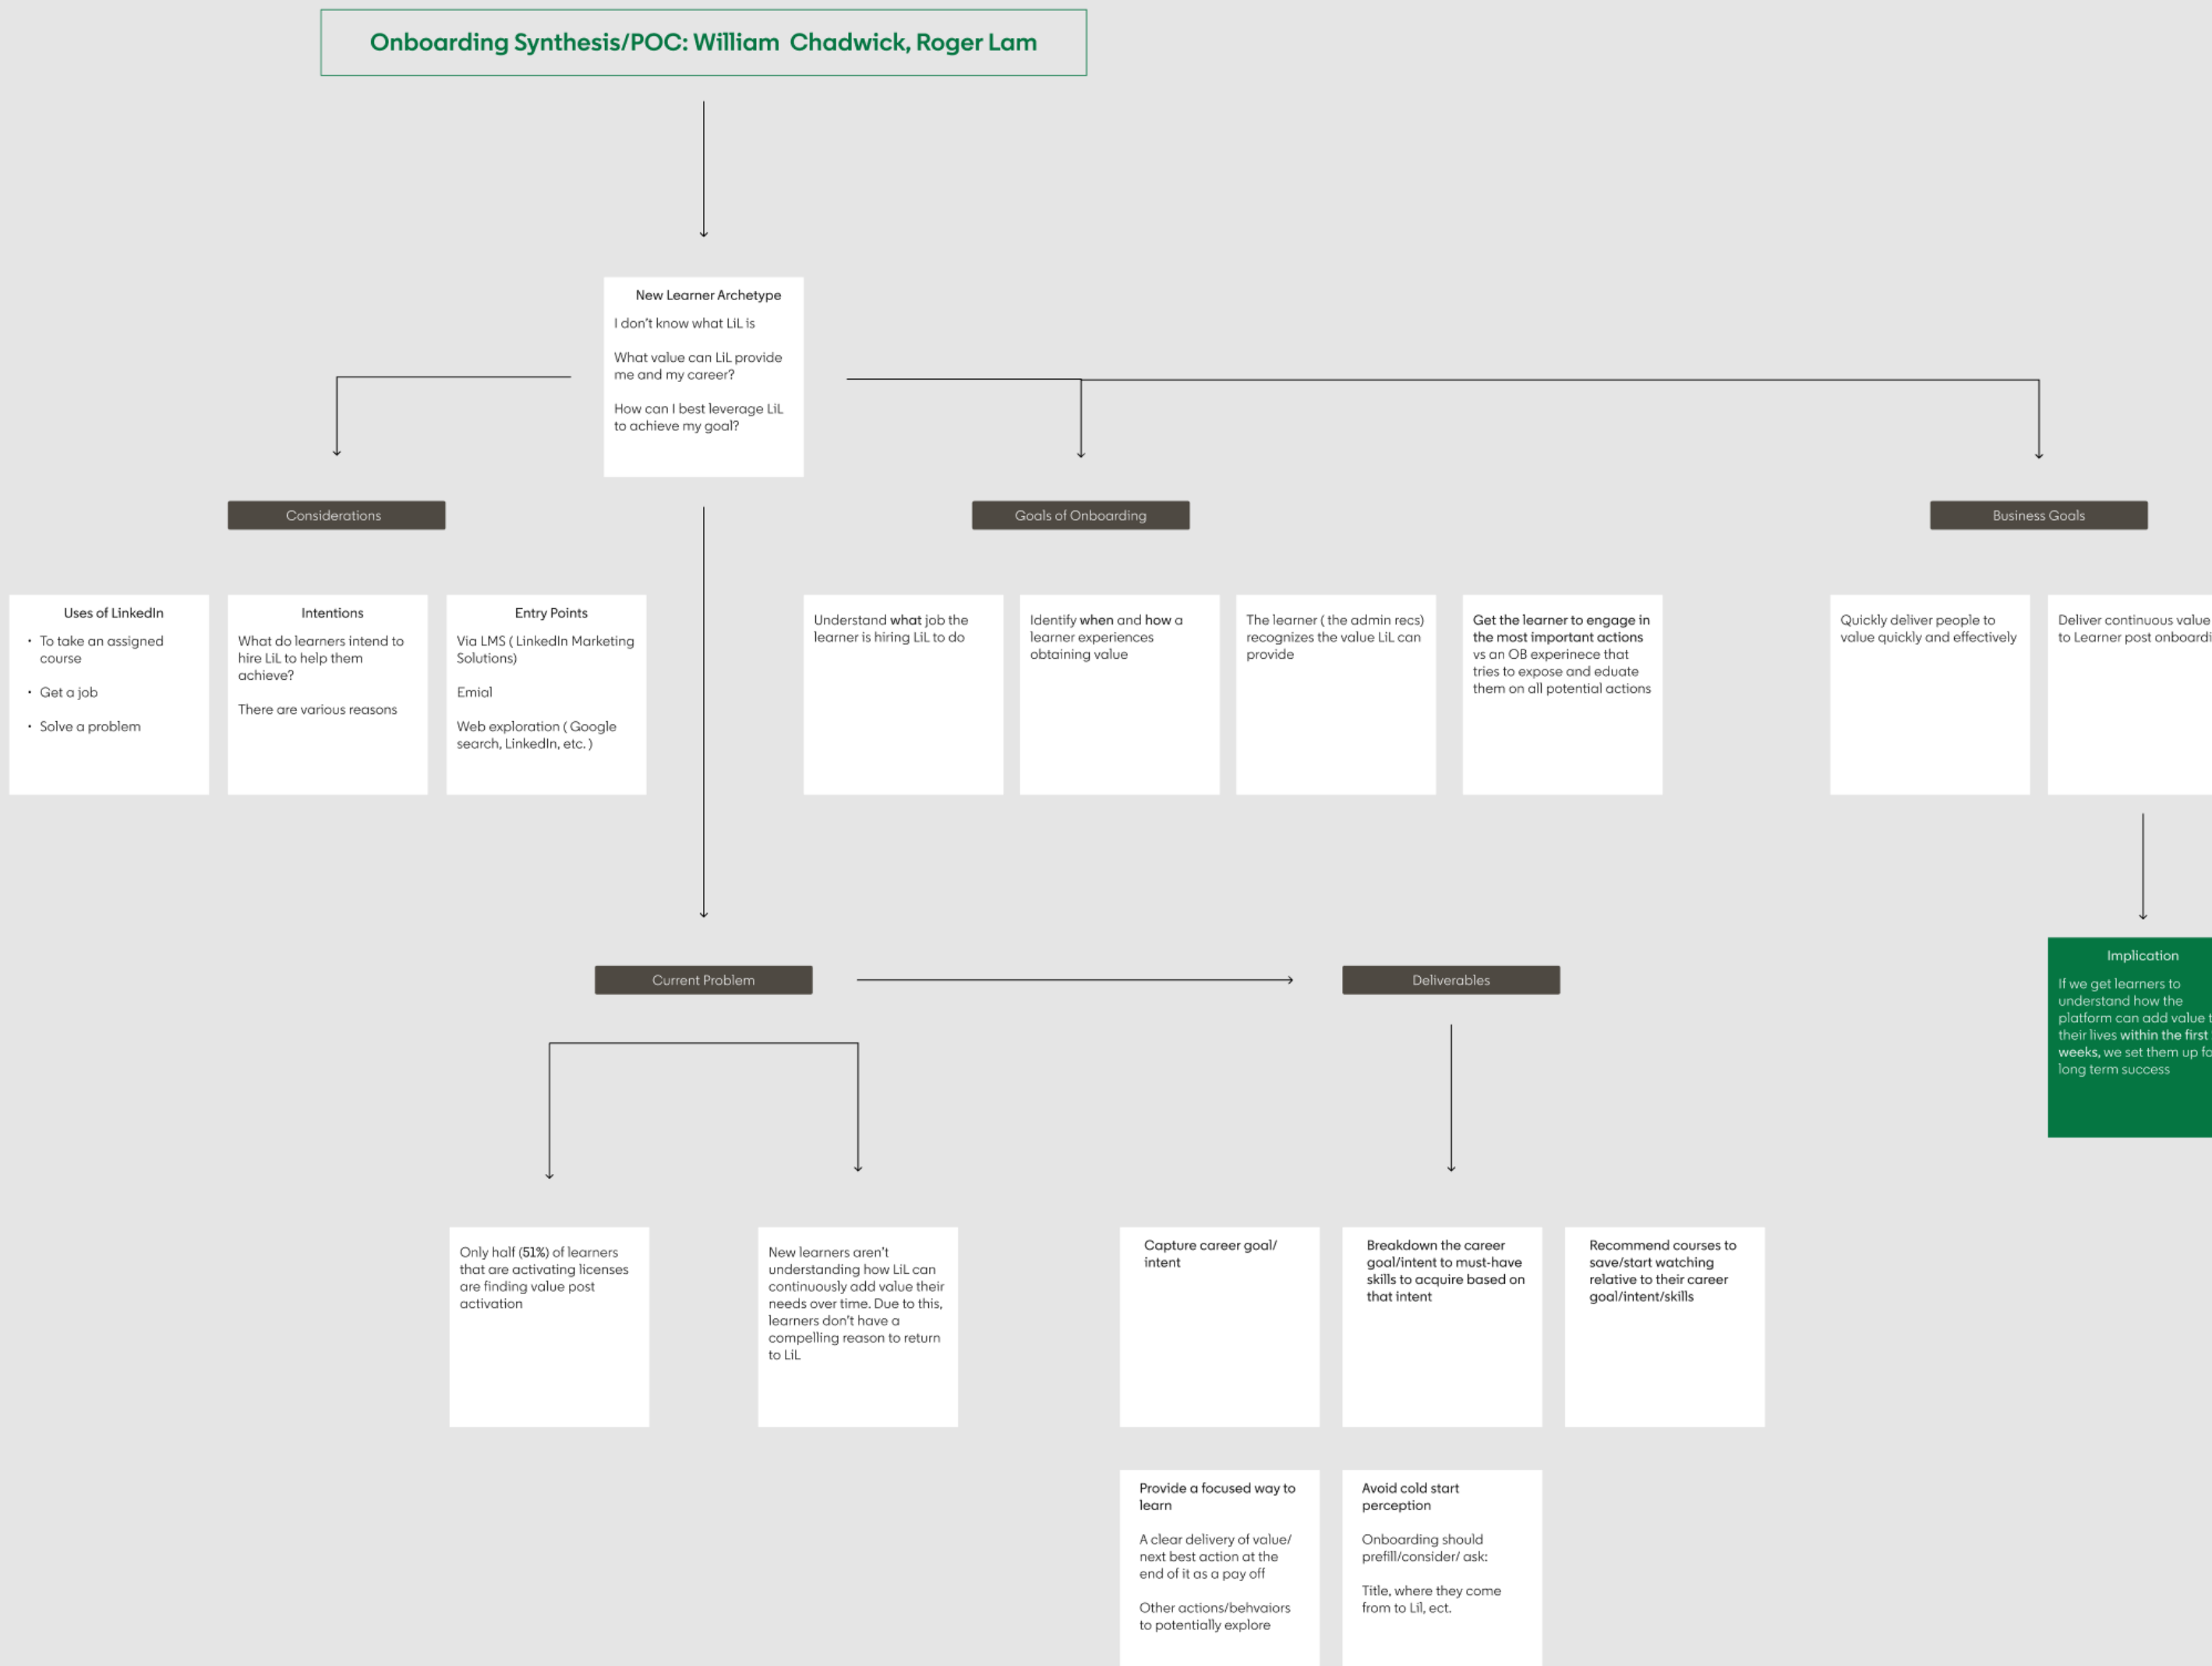 Onboarding Synthesis/POC: William  Chadwick, Roger Lam
New Learner Archetype
I don't know what LiL is
What value can LiL provide
me and my career?
How can I best leverage LiL
to achieve my goal?
Considerations
Goals of Onboarding
Business Goals
Uses of LinkedIn
• To take an assigned
course
• Get a job
• Solve a problem
Intentions
What do learners intend to
hire LiL to help them
achieve?
There are various reasons
Entry Points
Via LMS ( LinkedIn Marketing
Solutions)
Emial
Web exploration ( Google
search, LinkedIn, etc. )
Understand what job the
learner is hiring LiL to do
Identify when and how a
learner experiences
obtaining value
The learner ( the admin recs)
recognizes the value LiL can
provide
Get the learner to engage in
the most important actions
vs an OB experinece that
tries to expose and eduate
them on all potential actions
Quickly deliver people to
value quickly and effectively
Deliver continuous value
to Learner post
Current Problem
Deliverables
Implication
If we get learners to
understand how the
platform can add value
their lives within the first
weeks, we set them up
long term success
Only half (51%) of learners
that are activating licenses
are finding value post
activation
New learners aren't
understanding how LiL can
continuously add value their
needs over time. Due to this,
learners don't have a
compelling reason to return
to LiL
Capture career goal/
intent
Breakdown the career
goal/intent to must-have
skills to acquire based on
that intent
Recommend courses to
save/start watching
relative to their career
goal/intent/skills
Provide a focused way to
learn
A clear delivery of value/
next best action at the
end of it as a pay off
Other actions/behvaiors
to potentially explore
Avoid cold start
perception
Onboarding should
prefill/consider/ ask:
Title, where they come
from to Lil, ect.